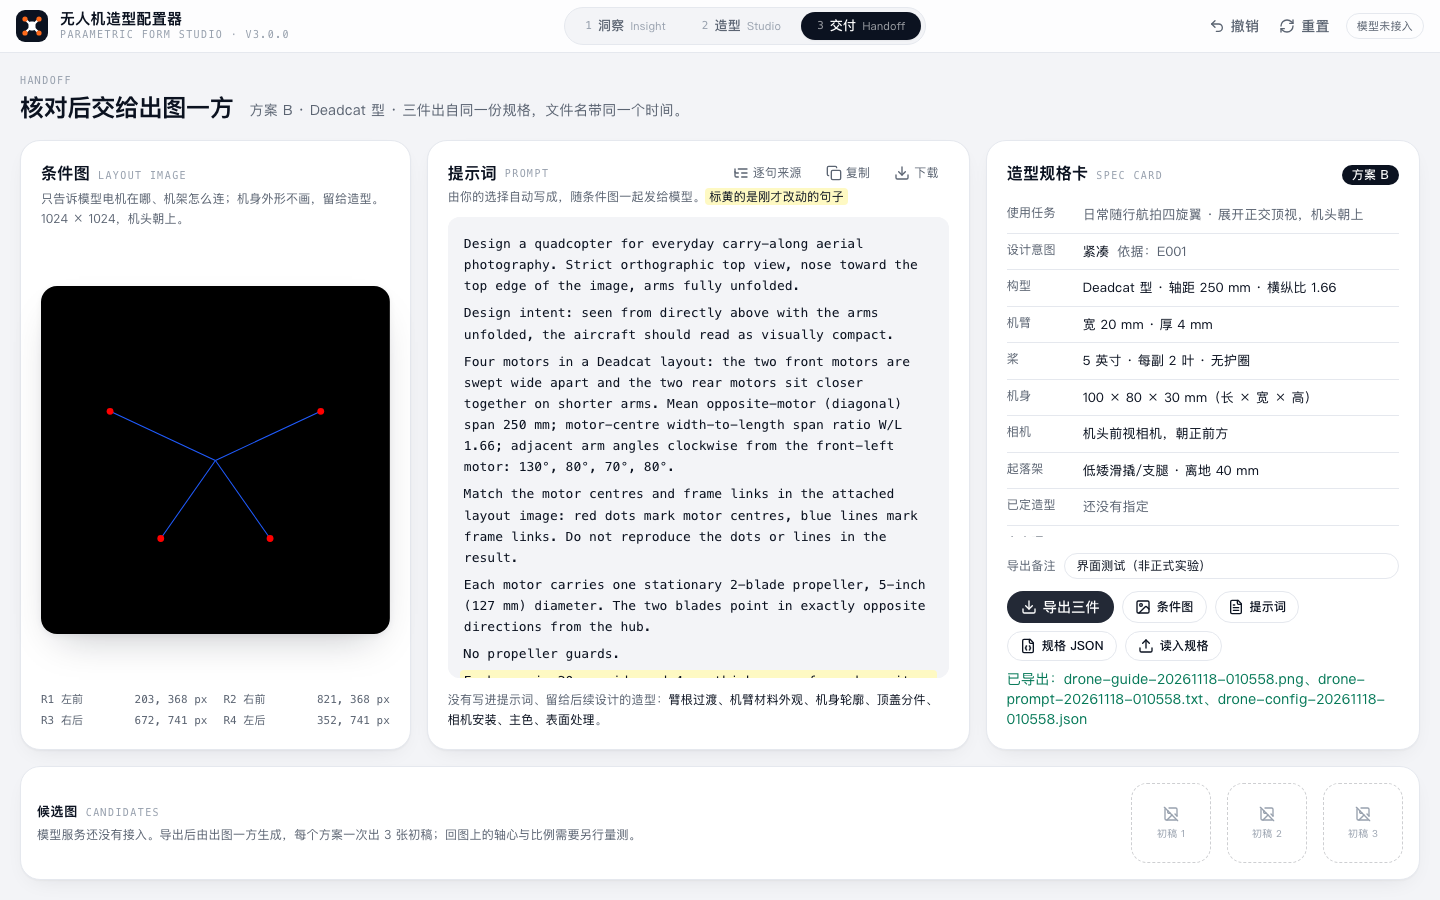 无人机造型配置器
PARAMETRIC FORM STUDIO · V3.0.0
1 洞察 Insight
2 造型 Studio
3 交付 Handoff
撤销
重置
模型未接入
HANDOFF
核对后交给出图一方
方案 B · Deadcat 型 · 三件出自同一份规格，文件名带同一个时间。
条件图 LAYOUT IMAGE
只告诉模型电机在哪、机架怎么连；机身外形不画，留给造型。
1024 × 1024，机头朝上。
R1 左前 203, 368 px R2 右前 821, 368 px
R3 右后 672, 741 px R4 左后 352, 741 px
提示词 PROMPT
逐句来源
复制
下载
由你的选择自动写成，随条件图一起发给模型。 标黄的是刚才改动的句子
Design a quadcopter for everyday carry-along aerial
photography. Strict orthographic top view, nose toward the
top edge of the image, arms fully unfolded.
Design intent: seen from directly above with the arms
unfolded, the aircraft should read as visually compact.
Four motors in a Deadcat layout: the two front motors are
swept wide apart and the two rear motors sit closer
together on shorter arms. Mean opposite-motor (diagonal)
span 250 mm; motor-centre width-to-length span ratio W/L
1.66; adjacent arm angles clockwise from the front-left
motor: 130°, 80°, 70°, 80°.
Match the motor centres and frame links in the attached
layout image: red dots mark motor centres, blue lines mark
frame links. Do not reproduce the dots or lines in the
result.
Each motor carries one stationary 2-blade propeller, 5-inch
(127 mm) diameter. The two blades point in exactly opposite
directions from the hub.
No propeller guards.
没有写进提示词、留给后续设计的造型：臂根过渡、机臂材料外观、机身轮廓、顶盖分件、
相机安装、主色、表面处理。
造型规格卡 SPEC CARD
方案 B
使用任务 日常随行航拍四旋翼 · 展开正交顶视，机头朝上
设计意图 紧凑 依据：E001
构型 Deadcat 型 · 轴距 250 mm · 横纵比 1.66
机臂 宽 20 mm · 厚 4 mm
桨 5 英寸 · 每副 2 叶 · 无护圈
机身 100 × 80 × 30 mm（长 × 宽 × 高）
相机 机头前视相机，朝正前方
起落架 低矮滑撬/支腿 · 离地 40 mm
已定造型 还没有指定
导出备注 界面测试（非正式实验）
导出三件
条件图
提示词
规格 JSON
读入规格
已导出：drone-guide-20261118-010558.png、drone-
prompt-20261118-010558.txt、drone-config-20261118-
010558.json
候选图 CANDIDATES
模型服务还没有接入。导出后由出图一方生成，每个方案一次出 3 张初稿；回图上的轴心与比例需要另行量测。
初稿 1
初稿 2
初稿 3